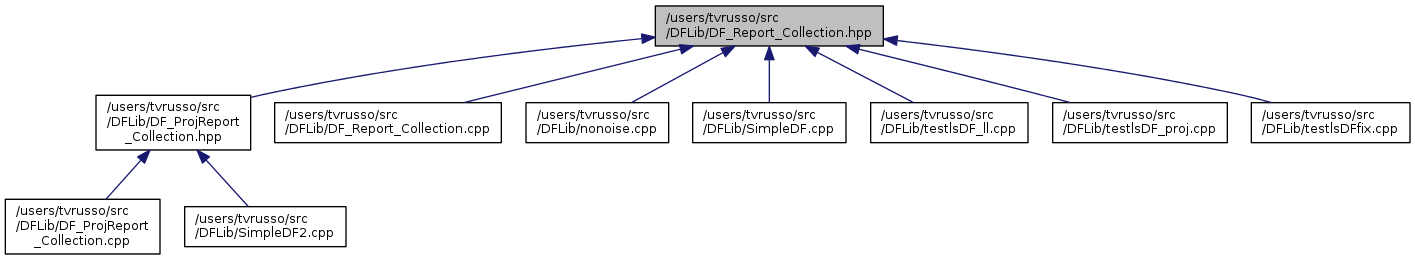 /users/tvrusso/src
/DFLib/DF_Report_Collection.hpp
/users/tvrusso/src
/DFLib/DF_ProjReport
_Collection.hpp
/users/tvrusso/src
/DFLib/DF_Report_Collection.cpp
/users/tvrusso/src
/DFLib/nonoise.cpp
/users/tvrusso/src
/DFLib/SimpleDF.cpp
/users/tvrusso/src
/DFLib/testlsDF_ll.cpp
/users/tvrusso/src
/DFLib/testlsDF_proj.cpp
/users/tvrusso/src
/DFLib/testlsDFfix.cpp
/users/tvrusso/src
/DFLib/DF_ProjReport
_Collection.cpp
/users/tvrusso/src
/DFLib/SimpleDF2.cpp